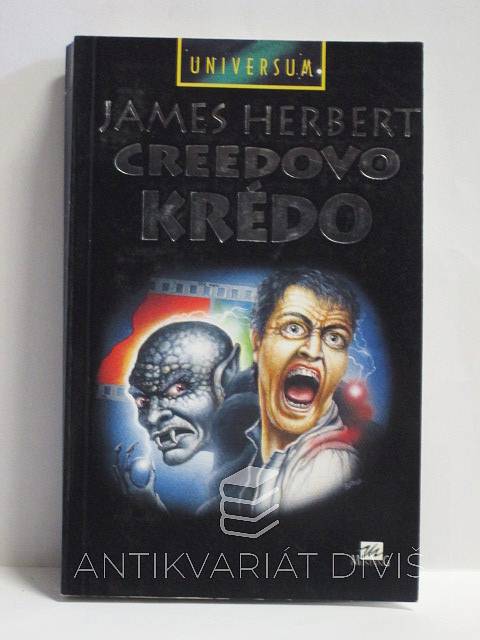 UNIVERSUM
JAMES HERBERT
CREEDOVO
KRÉDO
ANTIKVARIÁT DIVIŠ